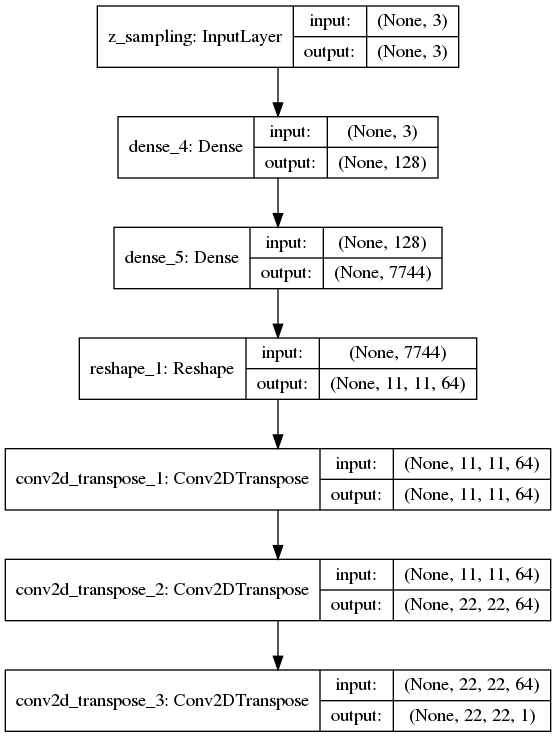 z_sampling: InputLayer
input: (None, 3)
output: (None, 3)
dense_4: Dense
input: (None, 3)
output: (None, 128)
dense_5: Dense
input: (None, 128)
output: (None, 7744)
reshape_1: Reshape
input: (None, 7744)
output: (None, 11, 11, 64)
conv2d_transpose_1: Conv2DTranspose
input: (None, 11, 11, 64)
output: (None, 11, 11, 64)
conv2d_transpose_2: Conv2DTranspose
input: (None, 11, 11, 64)
output: (None, 22, 22, 64)
conv2d_transpose_3: Conv2DTranspose
input: (None, 22, 22, 64)
output: (None, 22, 22, 1)